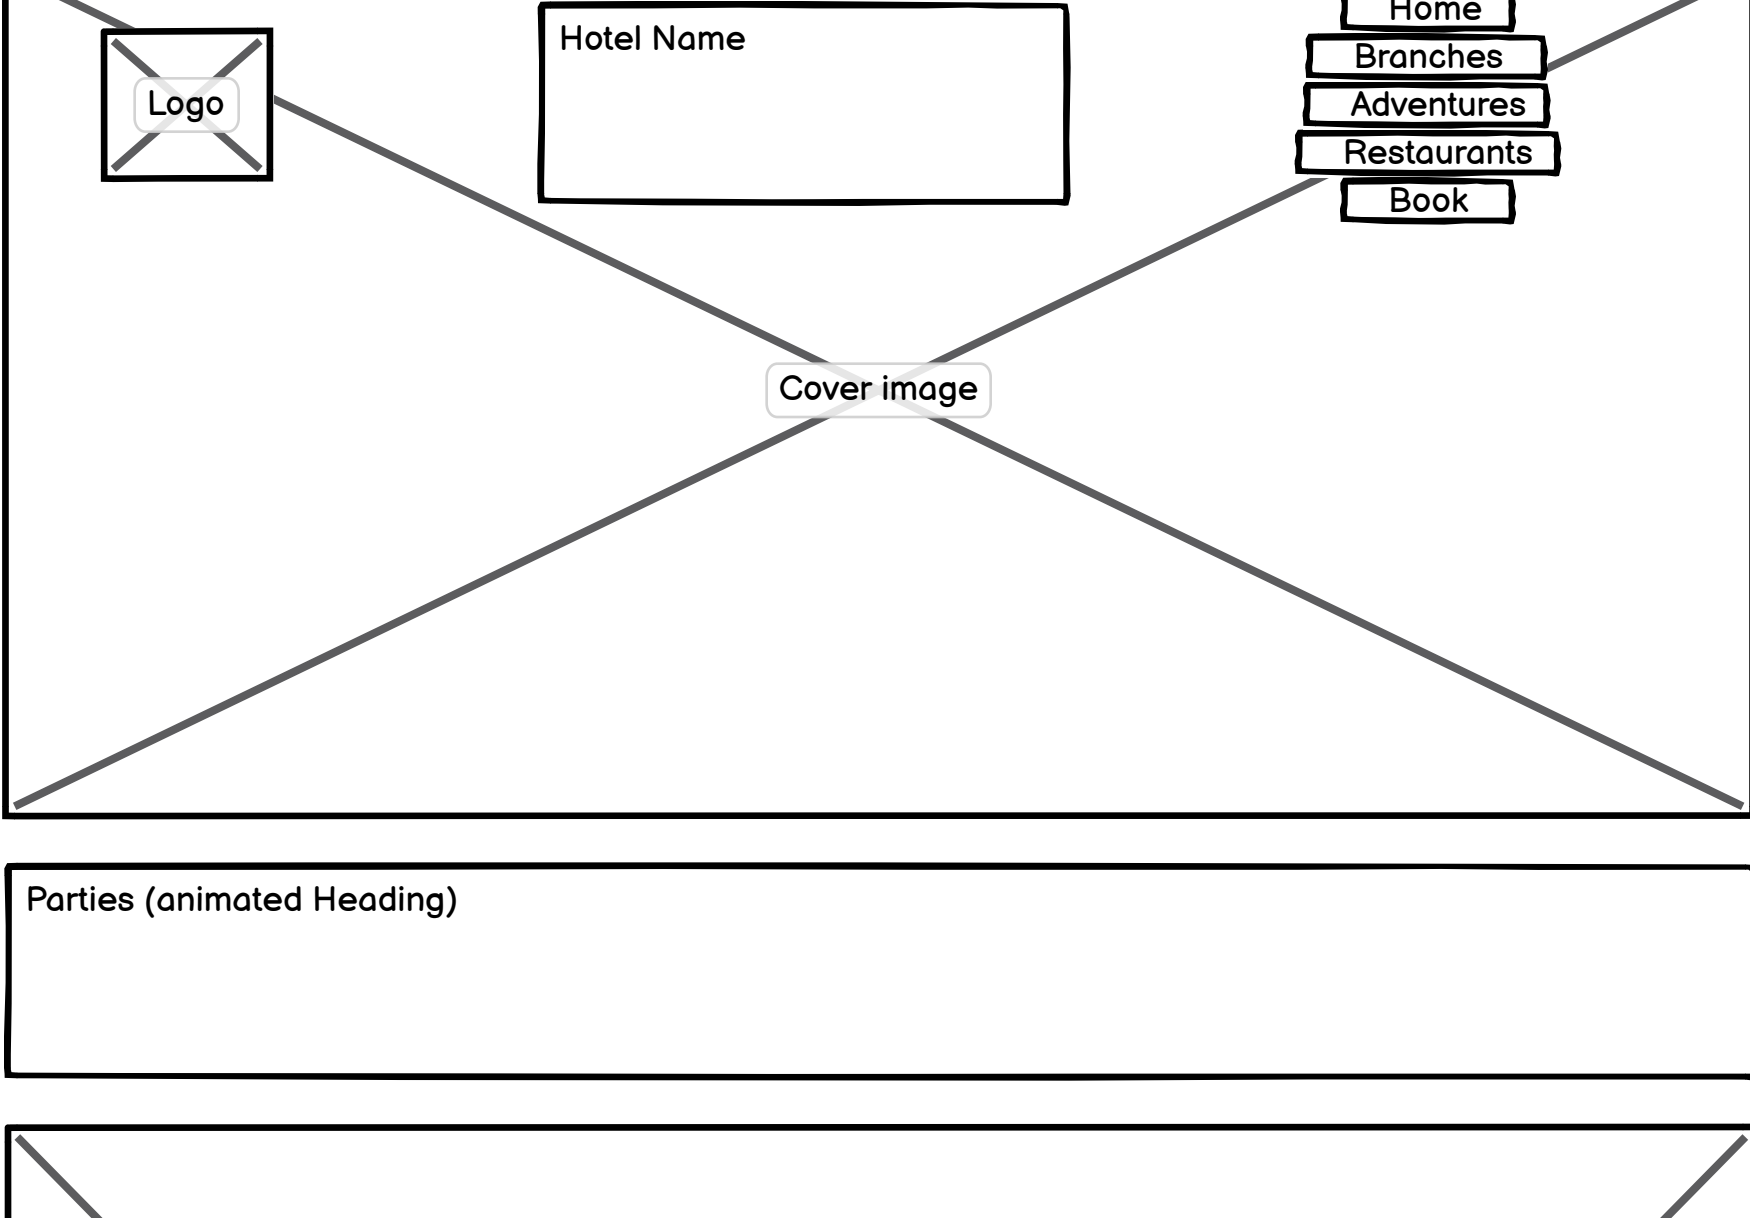 Home
Hotel Name
Branches
Logo
Adventures
Restaurants
Book
Cover image
Parties (animated Heading)